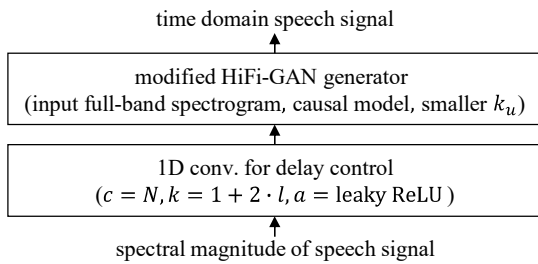 time domain speech signal
modified HiFi-GAN generator
(input full-band spectrogram, causal model, smaller $k_u$)
1D conv. for delay control
($c = N, k = 1 + 2 \cdot l, a =$ leaky ReLU )
spectral magnitude of speech signal